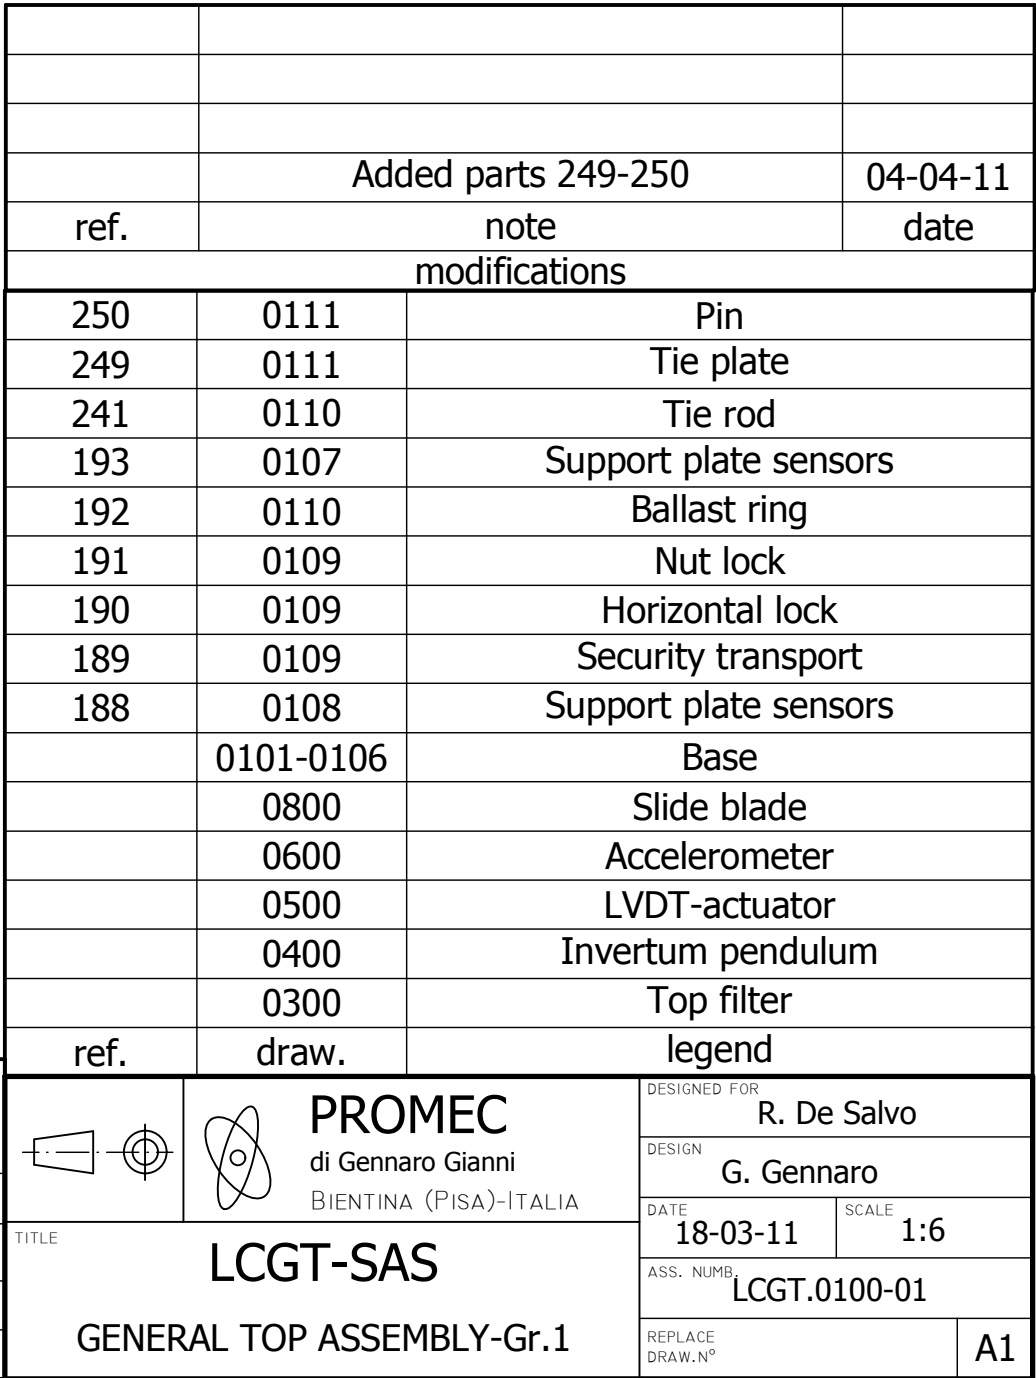 Added parts 249-250 04-04-11
ref. note date
modifications
250 0111 Pin
249 0111 Tie plate
241 0110 Tie rod
193 0107 Support plate sensors
192 0110 Ballast ring
191 0109 Nut lock
190 0109 Horizontal lock
189 0109 Security transport
188 0108 Support plate sensors
0101-0106 Base
0800 Slide blade
0600 Accelerometer
0500 LVDT-actuator
0400 Invertum pendulum
0300 Top filter
ref. draw. legend
PROMEC
di Gennaro Gianni
BIENTINA (PISA)-ITALIA
DESIGNED FOR
R. De Salvo
DESIGN
G. Gennaro
DATE
18-03-11
SCALE
1:6
TITLE
LCGT-SAS
GENERAL TOP ASSEMBLY-Gr.1
ASS. NUMB.
LCGT.0100-01
REPLACE
DRAW.N°
A1